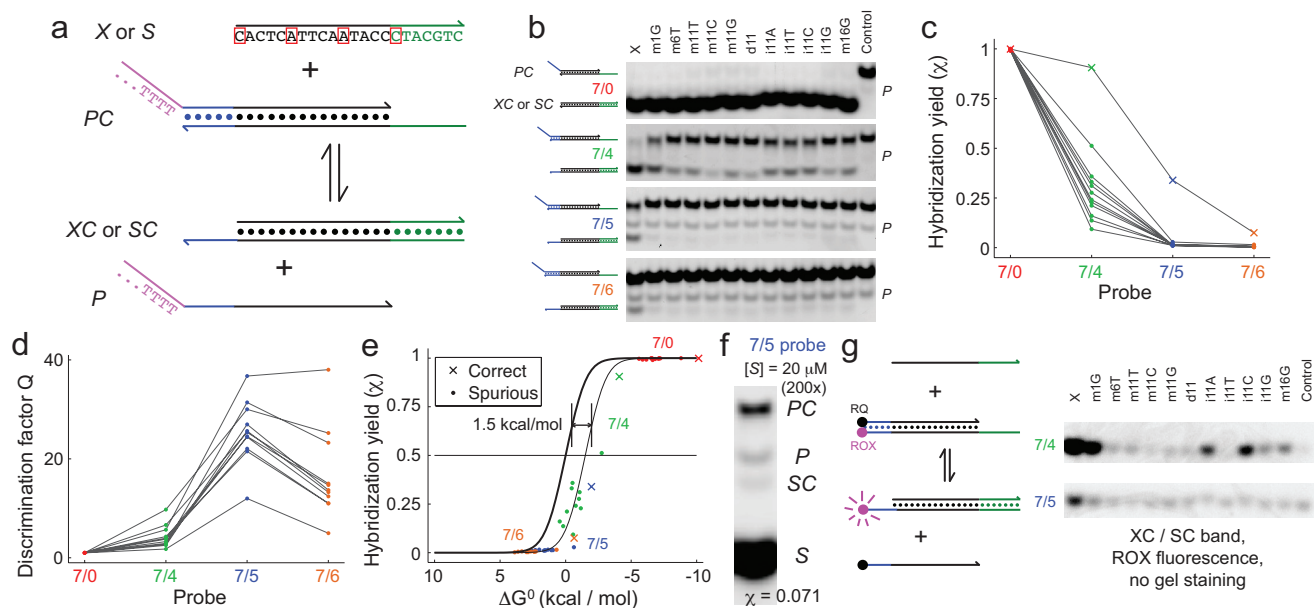 a
X or S
CACTCATTCAATACCCTACGTC
+
...TTTT
PC
XC or SC
+
...TTTT
P
b
X
m1G
m6T
m11T
m11C
m11G
d11
i11A
i11T
i11C
i11G
m16G
Control
PC
7/0
XC or SC
P
7/4
P
7/5
P
7/6
P
c
Hybridization yield (χ)
1
0.75
0.5
0.25
0
7/0
7/4
7/5
7/6
Probe
d
Discrimination factor Q
40
20
0
7/0
7/4
7/5
7/6
Probe
e
Hybridization yield (χ)
1
0.75
0.5
0.25
0
× Correct
• Spurious
7/0
1.5 kcal/mol
7/4
7/6
7/5
10
5
0
-5
-10
ΔG⁰ (kcal / mol)
f
7/5 probe
[S] = 20 μM
(200x)
PC
P
SC
S
χ = 0.071
g
+
RQ
ROX
+
X
m1G
m6T
m11T
m11C
m11G
d11
i11A
i11T
i11C
i11G
m16G
Control
7/4
7/5
XC / SC band,
ROX fluorescence,
no gel staining